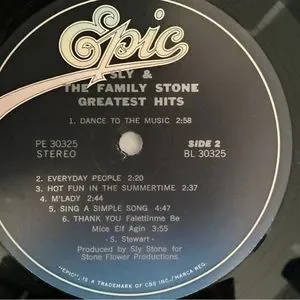 Epic
SLY &
THE FAMILY STONE
GREATEST HITS
1. DANCE TO THE MUSIC 2:58
PE 30325
STEREO
SIDE 2
BL 30325
2. EVERYDAY PEOPLE 2:20
3. HOT FUN IN THE SUMMERTIME 2:37
4. M'LADY 2:44
5. SING A SIMPLE SONG 4:47
6. THANK YOU Falettinme Be
Mice Elf Agin 3:55
- S. Stewart -
Produced by Sly Stone for
Stone Flower Productions
"EPIC", IS A TRADEMARK OF CBS INC./MARCA REG.